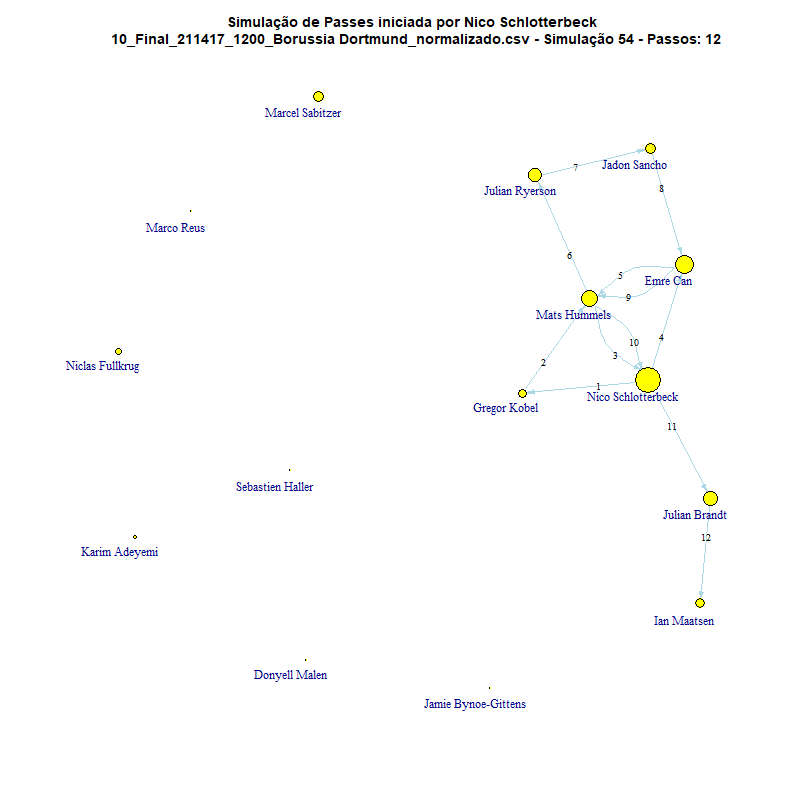 Simulação de Passes iniciada por Nico Schlotterbeck
10_Final_211417_1200_Borussia Dortmund_normalizado.csv - Simulação 54 - Passos: 12
Marcel Sabitzer
7
Jadon Sancho
Julian Ryerson
8
Marco Reus
6
5
Emre Can
9
Mats Hummels
4
10
3
2
Niclas Fullkrug
1
Nico Schlotterbeck
Gregor Kobel
11
Sebastien Haller
Julian Brandt
12
Karim Adeyemi
Ian Maatsen
Donyell Malen
Jamie Bynoe-Gittens